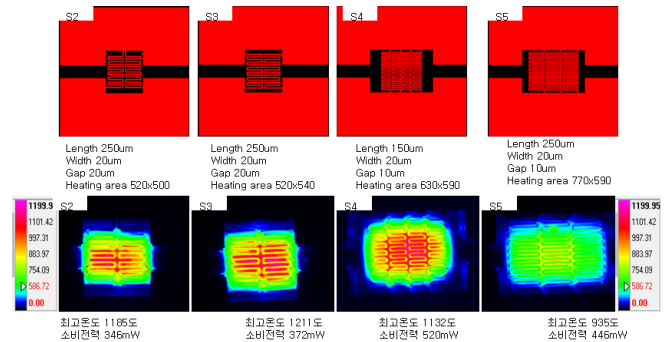 S2
S3
S4
S5
Length 250um
Width 20um
Gap 20um
Heating area 520x500
Length 250um
Width 20um
Gap 20um
Heating area 520x540
Length 150um
Width 20um
Gap 10um
Heating area 630x590
Length 250um
Width 20um
Gap 10um
Heating area 770x590
1199.9
1101.42
997.31
883.97
754.09
586.72
0.00
S2
S3
S4
S5
1199.95
1101.42
997.31
883.97
754.09
586.72
0.00
최고온도 1185도
소비전력 346mW
최고온도 1211도
소비전력 372mW
최고온도 1132도
소비전력 520mW
최고온도 935도
소비전력 446mW